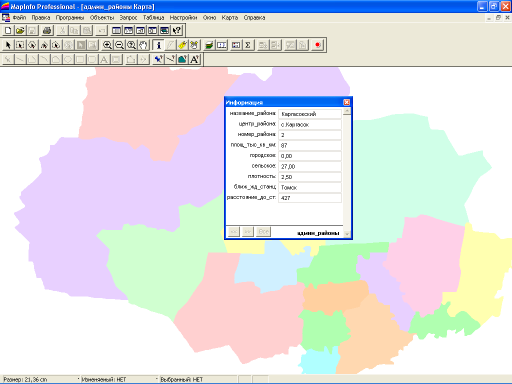 MapInfo Professional - [админ_районы Карта]
Файл Правка Программы Объекты Запрос Таблица Настройки Окно Карта Справка
Информация
название_района: Каргасокский
центр_района: с.Каргасок
номер_района: 2
площ_тыс_кв_км: 87
городское: 0,00
сельское: 27,00
плотность: 2,50
ближ_жд_станц: Томск
расстояние_до_ст: 427
админ_районы
Размер: 21,36 cm Изменяемый: НЕТ Выбранный: НЕТ